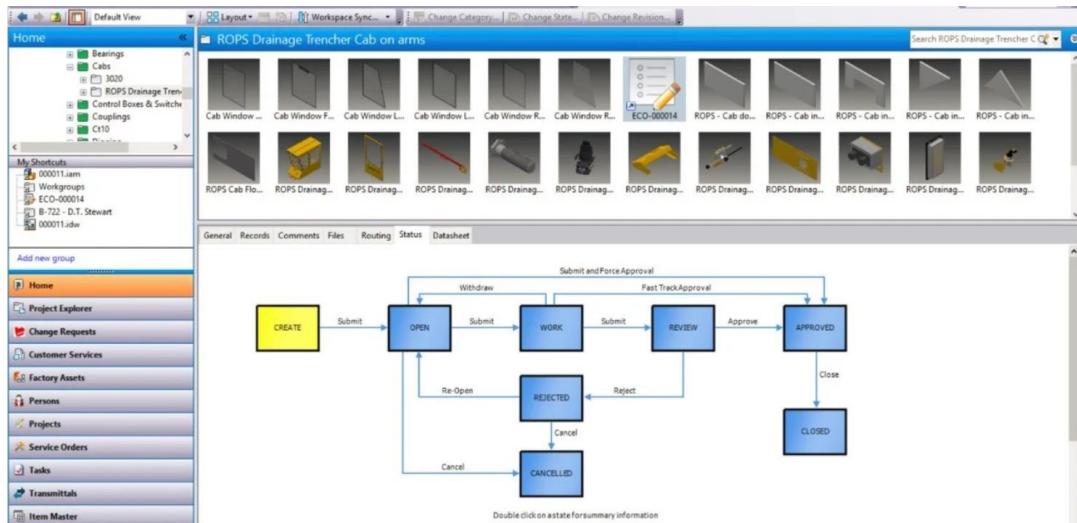 Default View
Layout
Workspace Sync...
Change Category...
Change State...
Change Revision...
Home
ROPS Drainage Trencher Cab on arms
Search ROPS Drainage Trencher C
Bearings
Cabs
3020
ROPS Drainage Tren
Control Boxes & Switche
Couplings
Ct10
Cab Window ...
Cab Window F...
Cab Window L...
Cab Window L...
Cab Window R...
Cab Window R...
ECO-000014
ROPS - Cab do...
ROPS - Cab in...
ROPS - Cab in...
ROPS - Cab in...
ROPS - Cab in...
ROPS Cab Flo...
ROPS Drainag...
ROPS Drainag...
ROPS Drainag...
ROPS Drainag...
ROPS Drainag...
ROPS Drainag...
ROPS Drainag...
ROPS Drainag...
ROPS Drainag...
ROPS Drainag...
ROPS Drainag...
My Shortcuts
000011.iam
Workgroups
ECO-000014
B-722 - D.T. Stewart
000011.idw
Add new group
Home
Project Explorer
Change Requests
Customer Services
Factory Assets
Persons
Projects
Service Orders
Tasks
Transmittals
Item Master
General Records Comments Files Routing Status Datasheet
Submit and Force Approval
Withdraw
Fast Track Approval
CREATE
Submit
OPEN
Submit
WORK
Submit
REVIEW
Approve
APPROVED
Close
Re-Open
REJECTED
Reject
Cancel
CLOSED
Cancel
CANCELLED
Double click on a state for summary information